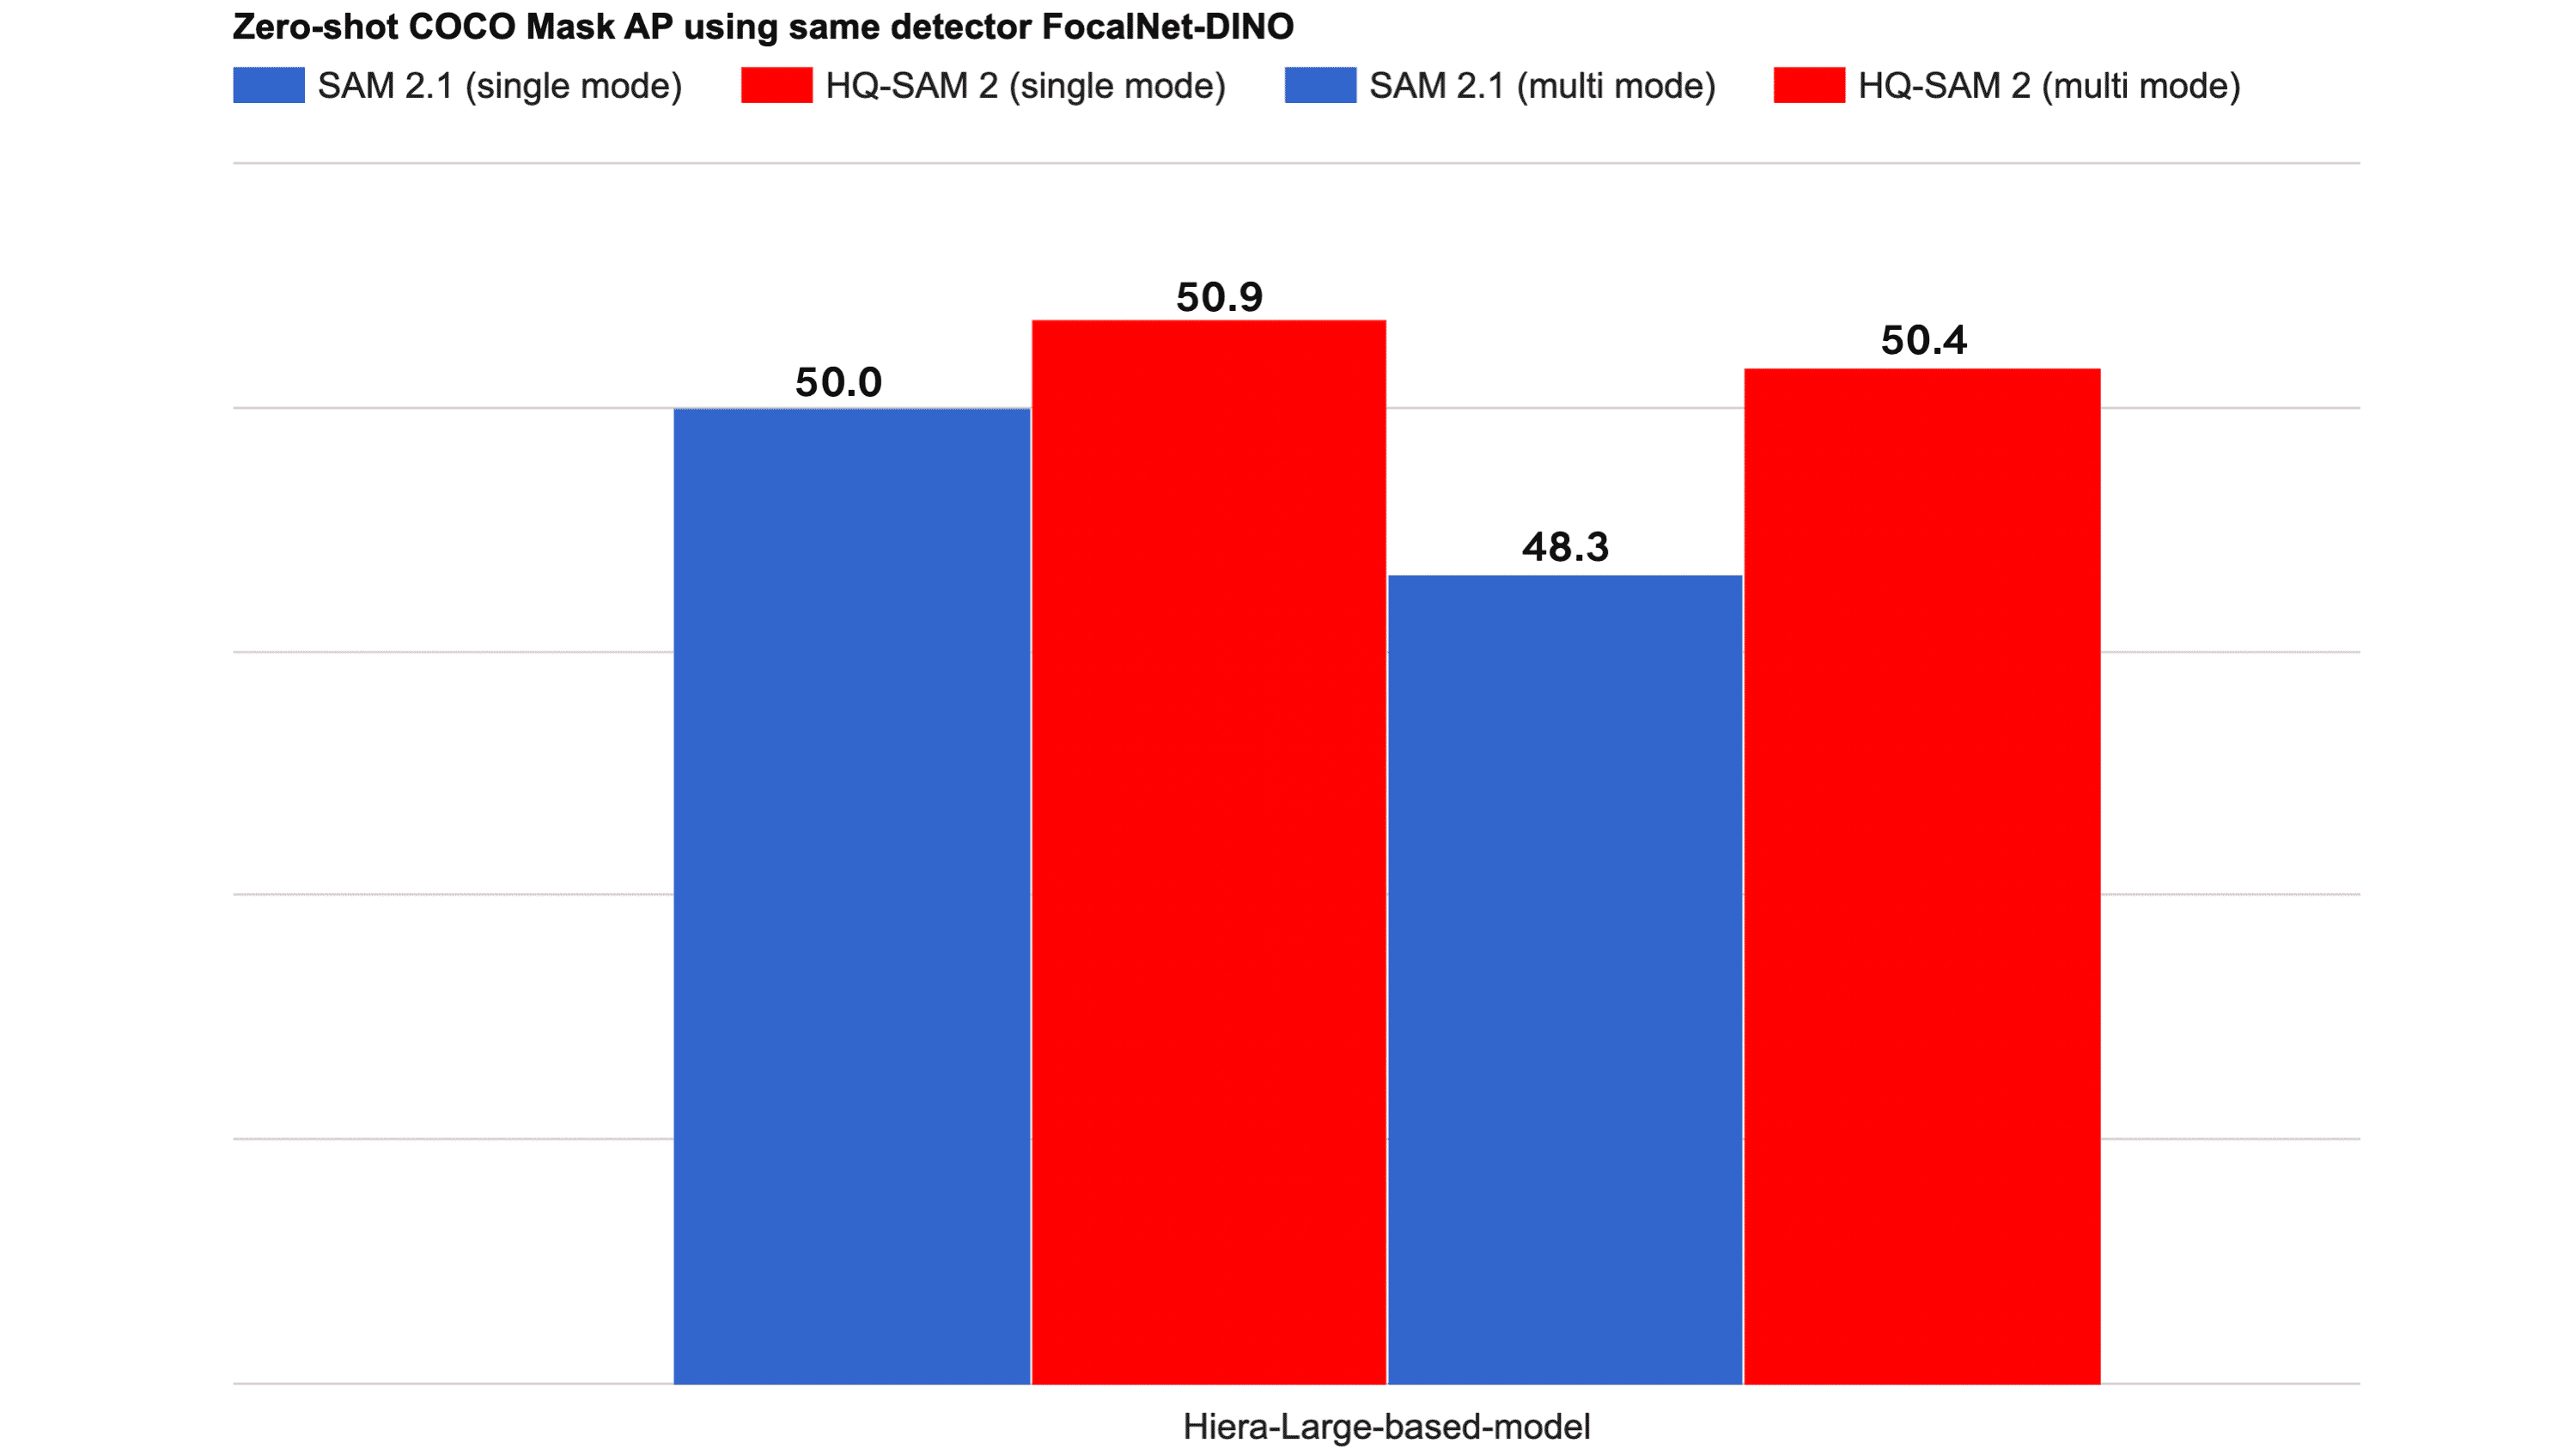 Zero-shot COCO Mask AP using same detector FocalNet-DINO
SAM 2.1 (single mode) HQ-SAM 2 (single mode) SAM 2.1 (multi mode) HQ-SAM 2 (multi mode)
50.9
50.4
50.0
48.3
Hiera-Large-based-model